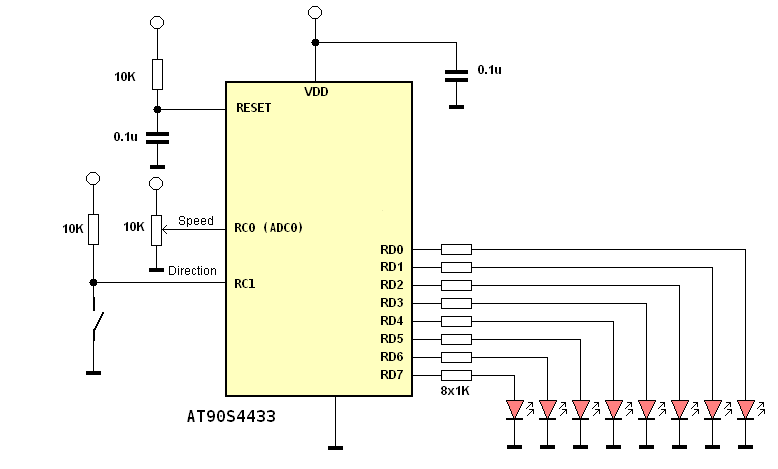 10K
0.1u
VDD
0.1u
RESET
10K
10K
Speed
RC0 (ADC0)
Direction
RC1
RD0
RD1
RD2
RD3
RD4
RD5
RD6
RD7
8x1K
AT90S4433